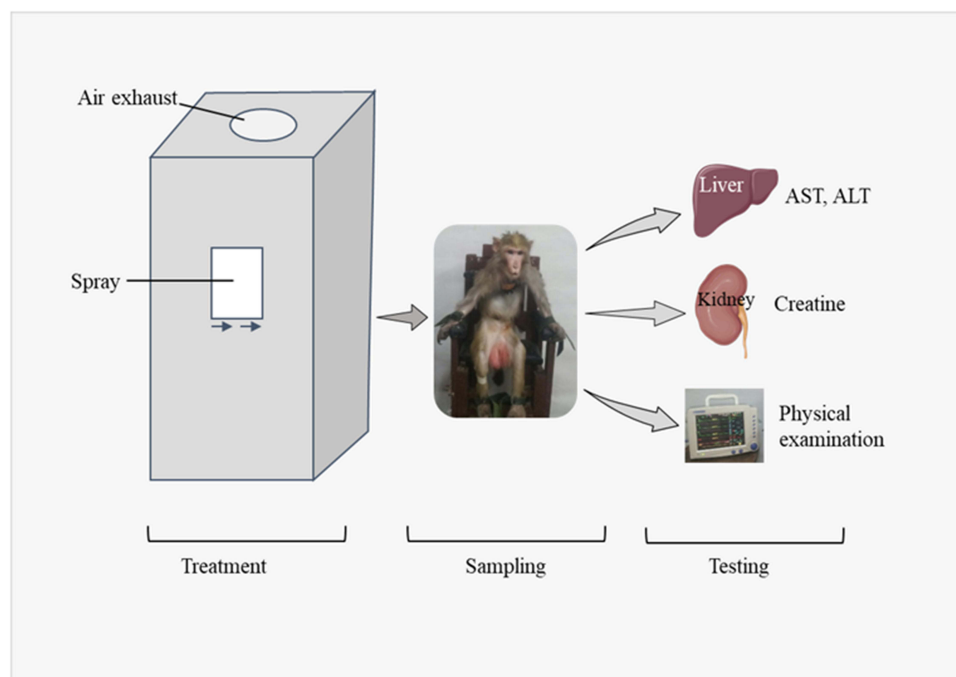 Air exhaust
Spray
Liver
AST, ALT
Kidney
Creatine
Physical
examination
Treatment
Sampling
Testing